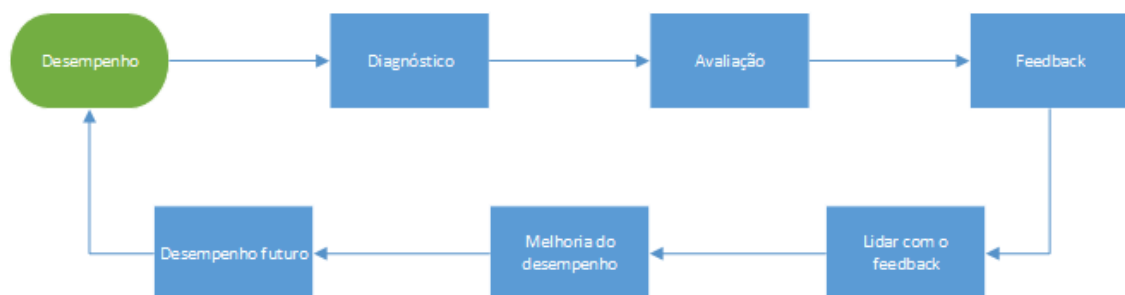 Desempenho
Diagnóstico
Avaliação
Feedback
Desempenho futuro
Melhoria do
desempenho
Lidar com o
feedback